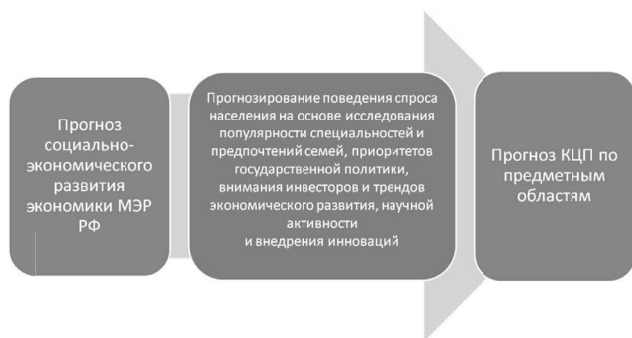 Прогноз
социально-
экономического
развития
экономики МЭР
РФ
Прогнозирование поведения спроса
населения на основе исследования
популярности специальностей и
предпочтений семей, приоритетов
государственной политики,
внимания инвесторов и трендов
экономического развития, научной
активности
и внедрения инноваций
Прогноз КЦП по
предметным
областям